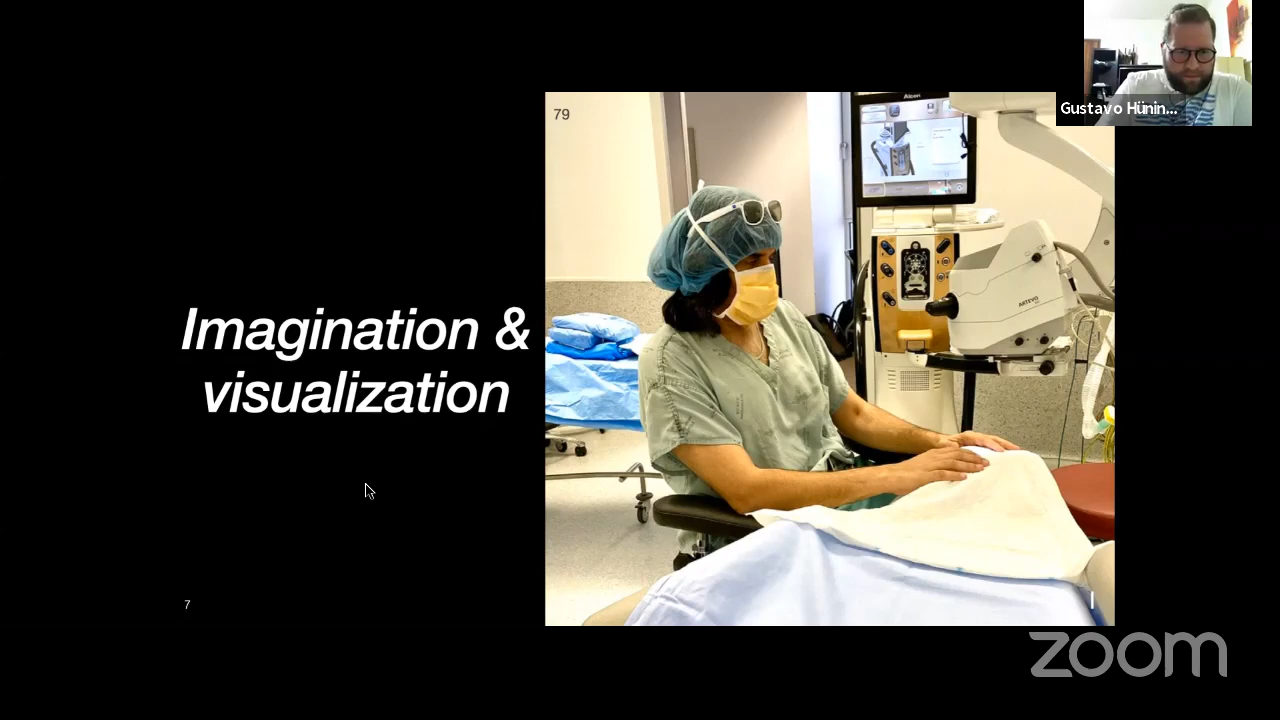 79
Alcon
Gustavo Hünin...
ARTEVO
Imagination &
visualization
7
zoom